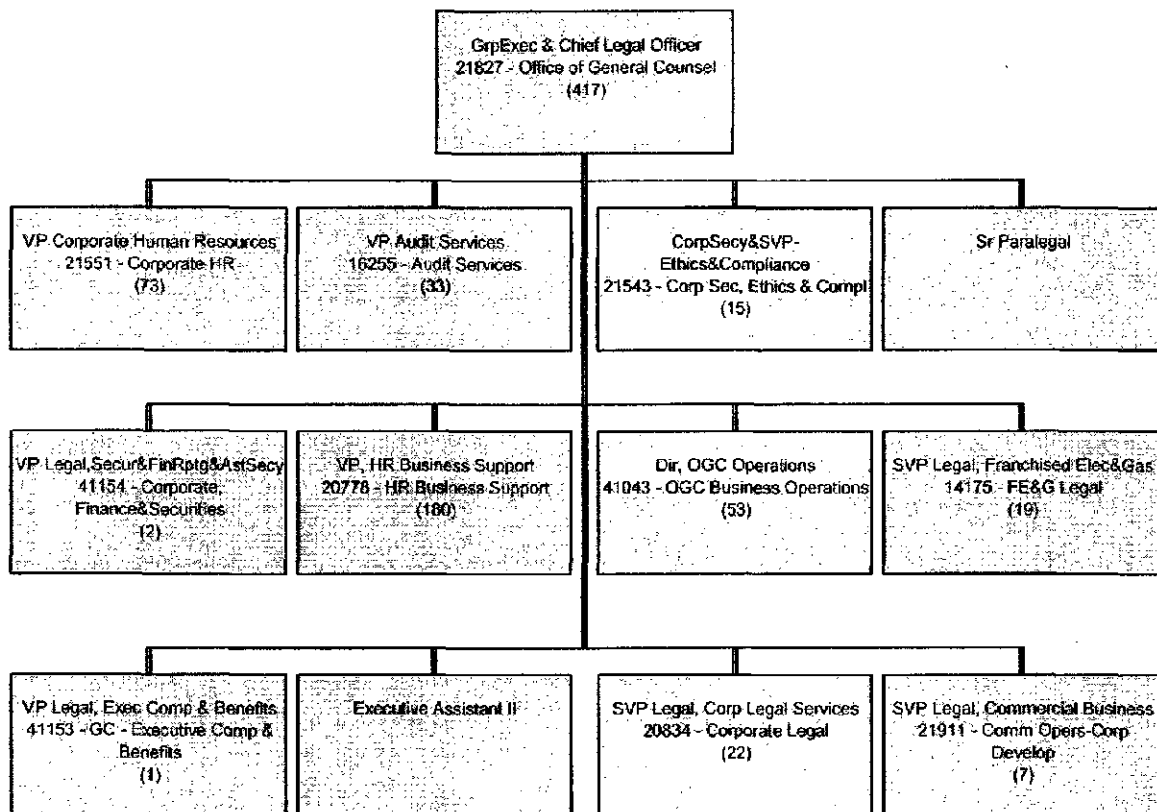 GrpExec & Chief Legal Officer
21827 - Office of General Counsel
(417)
VP Corporate Human Resources
21551 - Corporate HR
(73)
VP Audit Services
16255 - Audit Services
(33)
CorpSecy&SVP-
Ethics&Compliance
21543 - Corp Sec, Ethics & Compl
(15)
Sr Paralegal
VP Legal,Secur&FinRptg&AstSecy
41154 - Corporate,
Finance&Securities
(2)
VP, HR Business Support
20778 - HR Business Support
(180)
Dir, OGC Operations
41043 - OGC Business Operations
(53)
SVP Legal, Franchised Elec&Gas
14175 - FE&G Legal
(19)
VP Legal, Exec Comp & Benefits
41153 - GC - Executive Comp &
Benefits
(1)
Executive Assistant II
SVP Legal, Corp Legal Services
20834 - Corporate Legal
(22)
SVP Legal, Commercial Business
21911 - Comm Opers-Corp
Develop
(7)